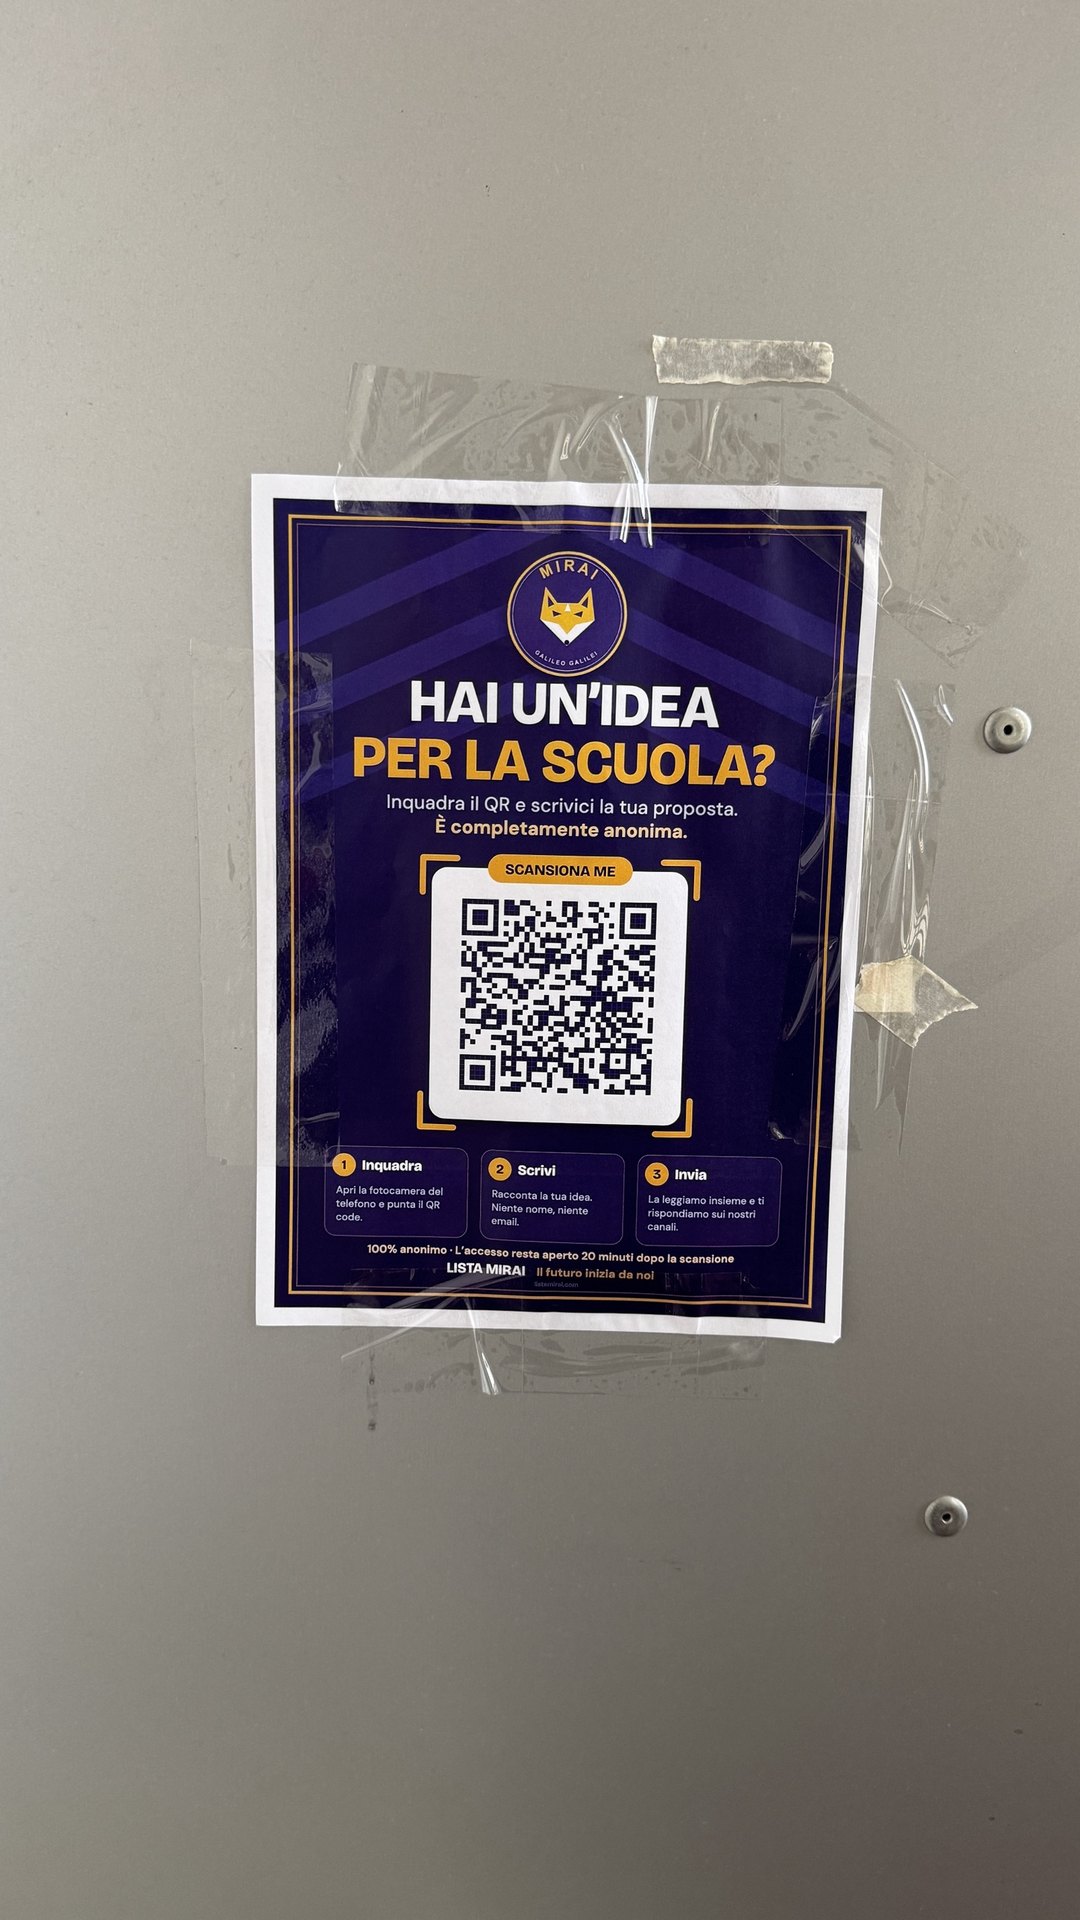 MIRAI
GALILEO GALILEI
HAI UN'IDEA
PER LA SCUOLA?
Inquadra il QR e scrivici la tua proposta.
È completamente anonima.
SCANSIONA ME
1 Inquadra
Apri la fotocamera del
telefono e punta il QR
code.
2 Scrivi
Racconta la tua idea.
Niente nome, niente
email.
3 Invia
La leggiamo insieme e ti
rispondiamo sui nostri
canali.
100% anonimo · L'accesso resta aperto 20 minuti dopo la scansione
LISTA MIRAI Il futuro inizia da noi
listamirai.com